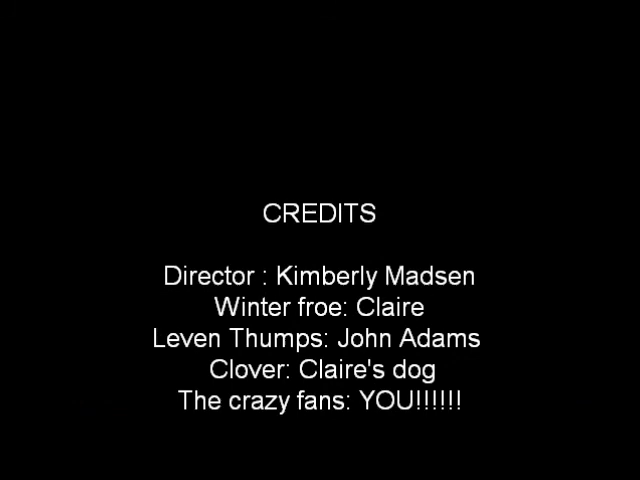 CREDITS
Director : Kimberly Madsen
Winter froe: Claire
Leven Thumps: John Adams
Clover: Claire's dog
The crazy fans: YOU!!!!!!